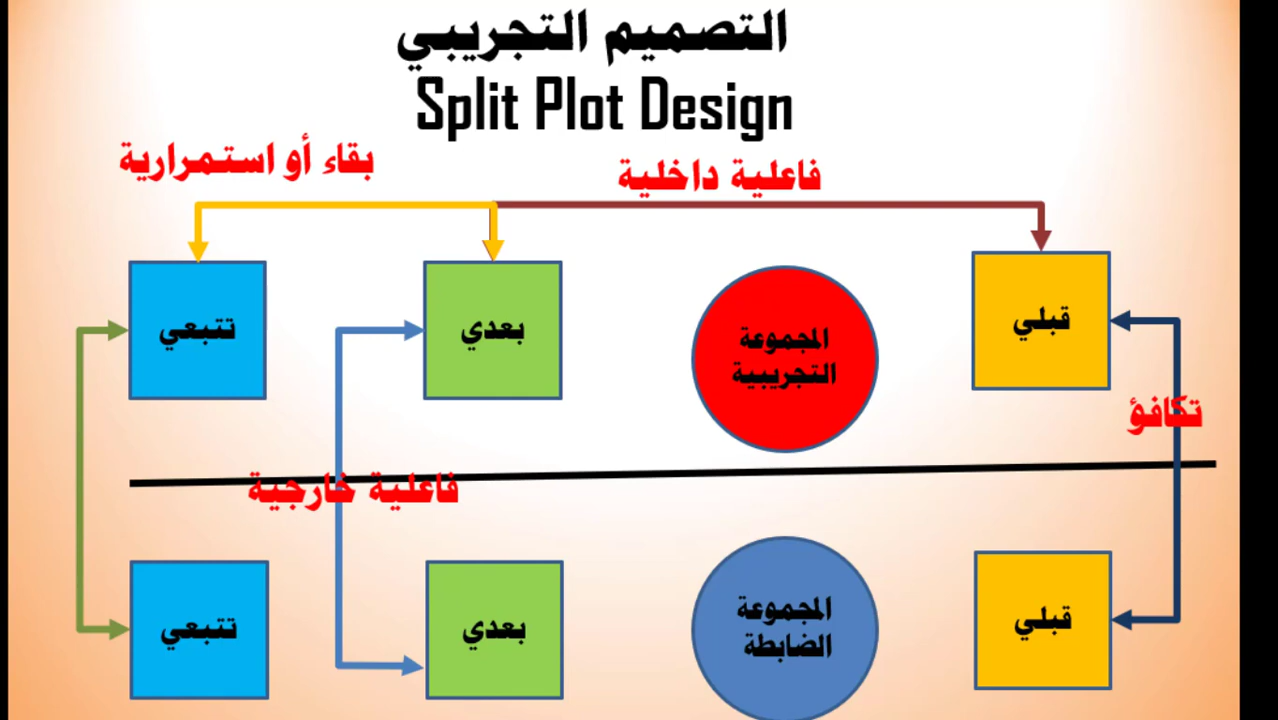 التصميم التجريبي
Split Plot Design
فاعلية داخلية
بقاء أو استمرارية
قبلي
المجموعة
التجريبية
بعدي
تتبعي
تكافؤ
فاعلية خارجية
قبلي
المجموعة
الضابطة
بعدي
تتبعي